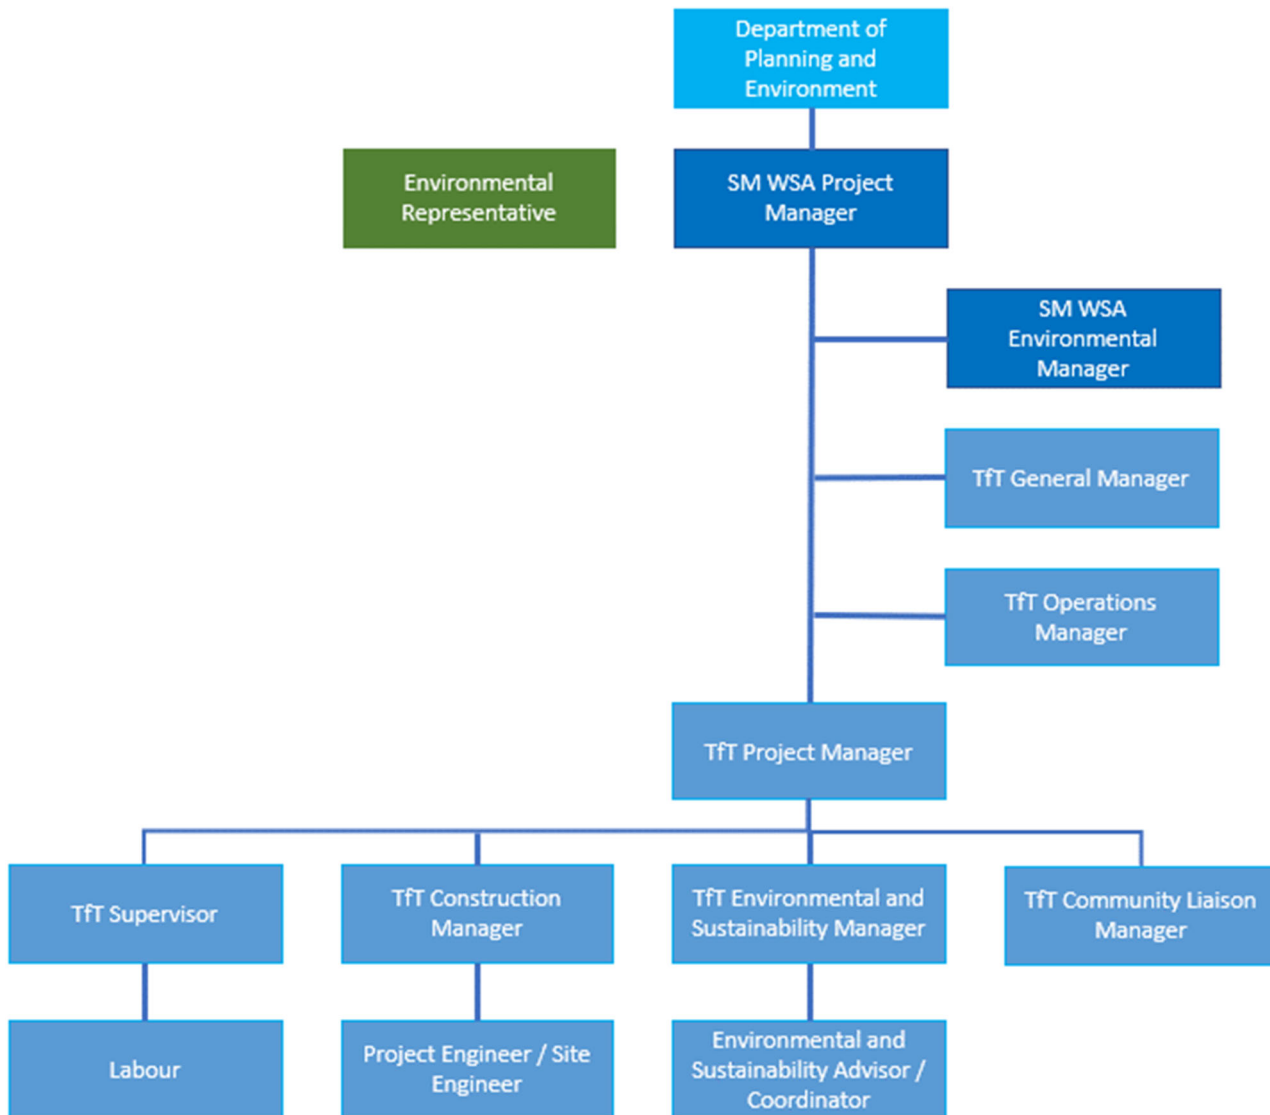 Department of
Planning and
Environment
Environmental
Representative
SM WSA Project
Manager
SM WSA
Environmental
Manager
TfT General Manager
TfT Operations
Manager
TfT Project Manager
TfT Supervisor
TfT Construction
Manager
TfT Environmental and
Sustainability Manager
TfT Community Liaison
Manager
Labour
Project Engineer / Site
Engineer
Environmental and
Sustainability Advisor /
Coordinator